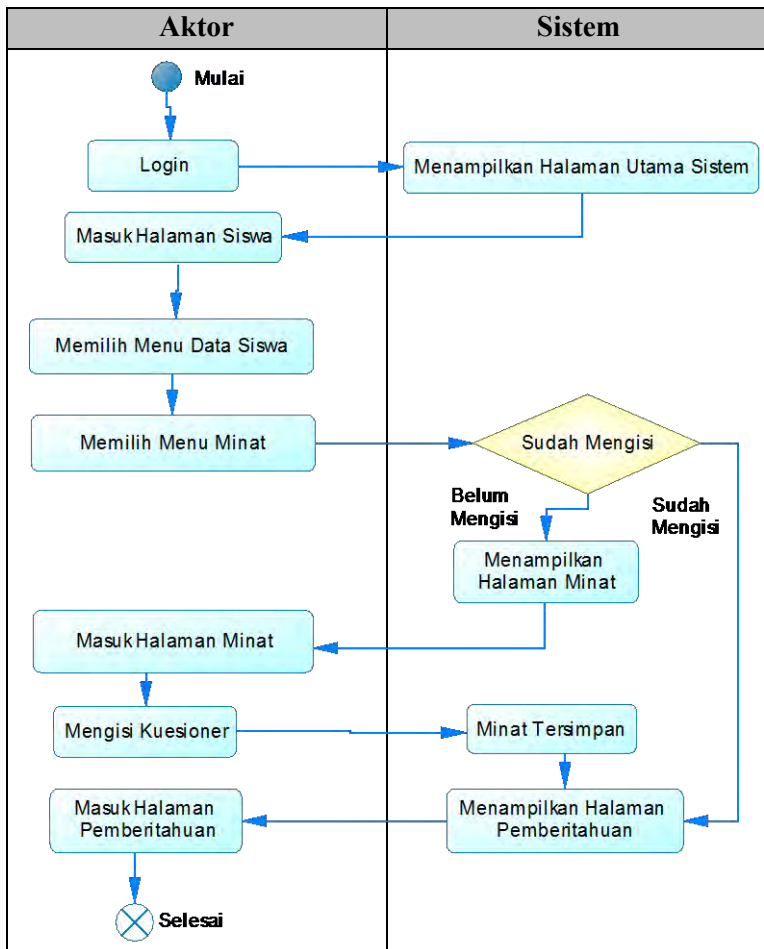 Aktor
Sistem
Mulai
Login
Menampilkan Halaman Utama Sistem
Masuk Halaman Siswa
Memilih Menu Data Siswa
Memilih Menu Minat
Sudah Mengisi
Belum
Mengisi
Sudah
Mengisi
Menampilkan
Halaman Minat
Masuk Halaman Minat
Mengisi Kuesioner
Minat Tersimpan
Menampilkan Halaman
Pemberitahuan
Masuk Halaman
Pemberitahuan
Selesai